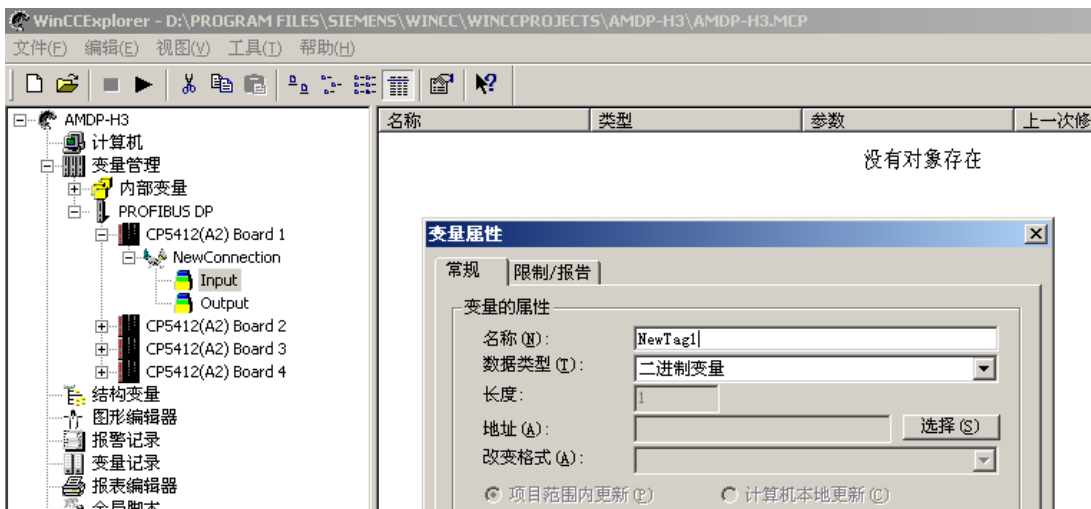 WinCCExplorer - D:\PROGRAM FILES\SIEMENS\WINCC\WINCCPROJECTS\AMDP-H3\AMDP-H3.MCP
文件(F) 编辑(E) 视图(V) 工具(T) 帮助(H)
AMDP-H3
计算机
变量管理
内部变量
PROFIBUS DP
CP5412(A2) Board 1
NewConnection
Input
Output
CP5412(A2) Board 2
CP5412(A2) Board 3
CP5412(A2) Board 4
结构变量
图形编辑器
报警记录
变量记录
报表编辑器
全局脚本
名称 类型 参数 上一次修
没有对象存在
变量属性
常规 限制/报告
变量的属性
名称(N): NewTag1
数据类型(T): 二进制变量
长度: 1
地址(A): 选择(S)
改变格式(A):
项目范围内更新(P) 计算机本地更新(C)